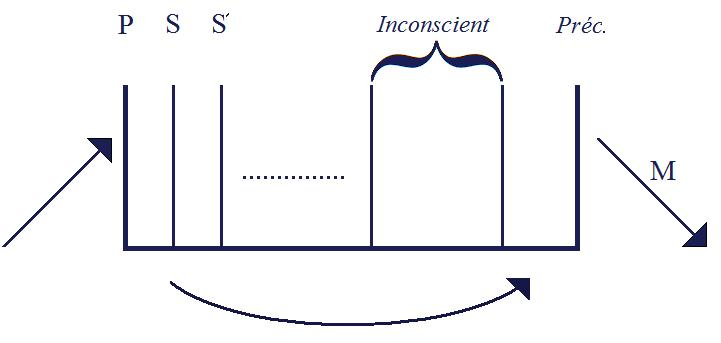 P S S′ Inconscient Préc.
M